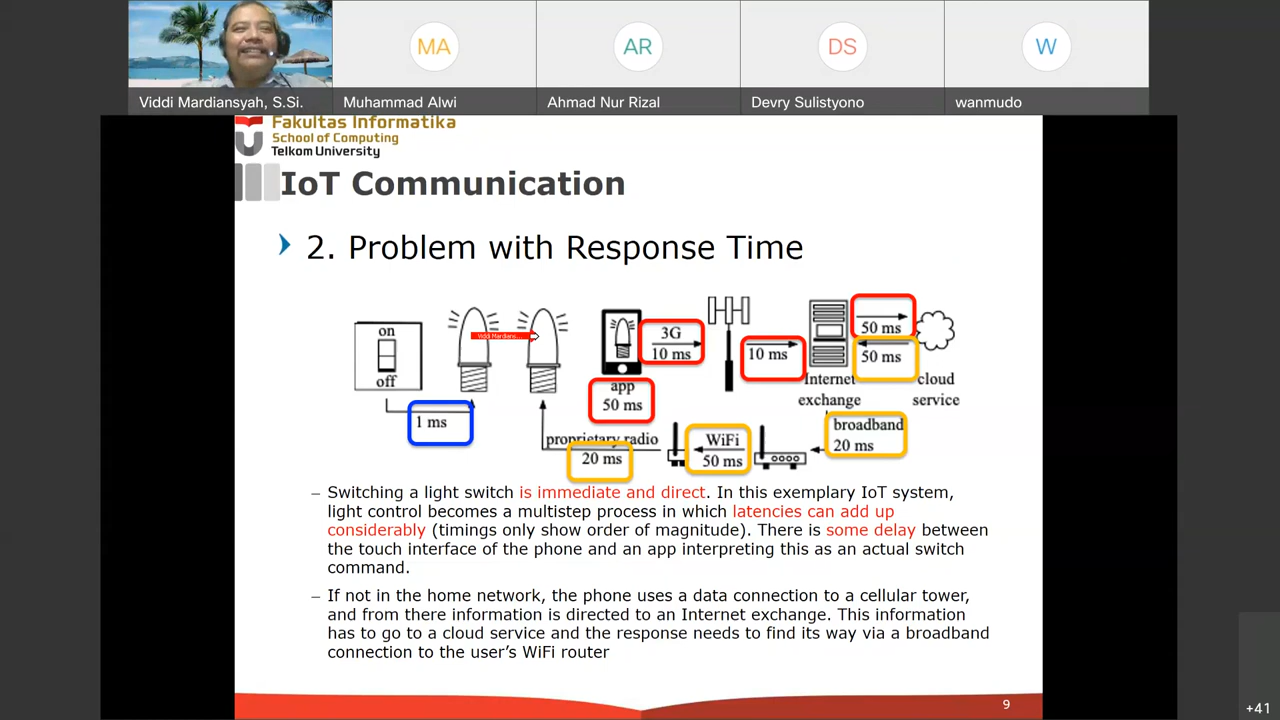 MA
AR
DS
W
Viddi Mardiansyah, S.Si.
Muhammad Alwi
Ahmad Nur Rizal
Devry Sulistyono
wanmudo
Fakultas Informatika
School of Computing
Telkom University
IoT Communication
2. Problem with Response Time
on
off
1 ms
Viddi Mardians...
app
50 ms
3G
10 ms
10 ms
50 ms
50 ms
Internet
exchange
cloud
service
broadband
20 ms
WiFi
50 ms
proprietary radio
20 ms
– Switching a light switch is immediate and direct. In this exemplary IoT system,
light control becomes a multistep process in which latencies can add up
considerably (timings only show order of magnitude). There is some delay between
the touch interface of the phone and an app interpreting this as an actual switch
command.
– If not in the home network, the phone uses a data connection to a cellular tower,
and from there information is directed to an Internet exchange. This information
has to go to a cloud service and the response needs to find its way via a broadband
connection to the user's WiFi router
9
+41